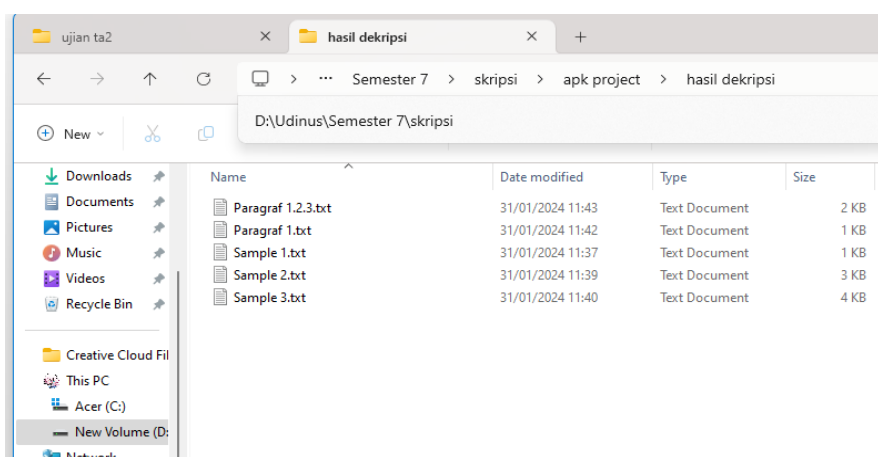 ujian ta2
hasil dekripsi
Semester 7 > skripsi > apk project > hasil dekripsi
D:\Udinus\Semester 7\skripsi
New
Name Date modified Type Size
Downloads
Documents
Pictures
Music
Videos
Recycle Bin
Creative Cloud Fil
This PC
Acer (C:)
New Volume (D:
Network
Paragraf 1.2.3.txt 31/01/2024 11:43 Text Document 2 KB
Paragraf 1.txt 31/01/2024 11:42 Text Document 1 KB
Sample 1.txt 31/01/2024 11:37 Text Document 1 KB
Sample 2.txt 31/01/2024 11:39 Text Document 3 KB
Sample 3.txt 31/01/2024 11:40 Text Document 4 KB